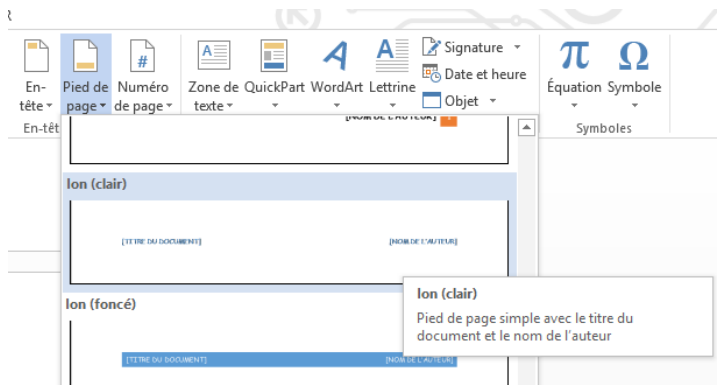 En-
tête
Pied de
page
Numéro
de page
Zone de
texte
QuickPart
WordArt
Lettrine
Signature
Date et heure
Objet
Équation
Symbole
En-têt
Symboles
[NOM DE L'AUTEUR]
Ion (clair)
[TITRE DU DOCUMENT] [NOM DE L'AUTEUR]
Ion (clair)
Pied de page simple avec le titre du
document et le nom de l'auteur
Ion (foncé)
[TITRE DU DOCUMENT] [NOM DE L'AUTEUR]